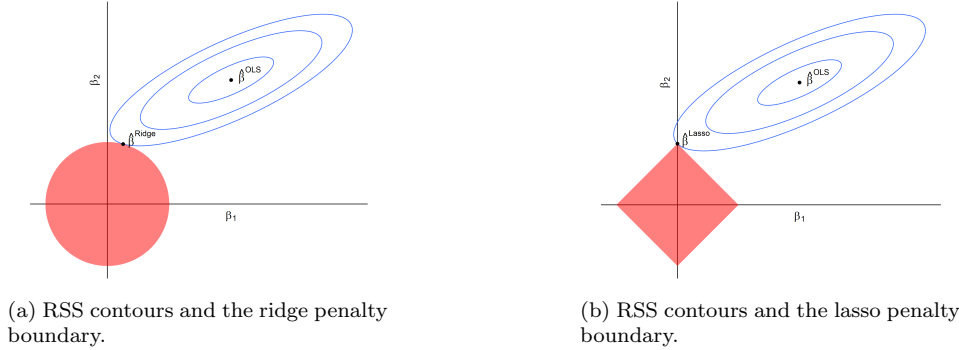 β₂
β̂ᴼᴸˢ
β̂ᴿⁱᵈᵍᵉ
β₁
(a) RSS contours and the ridge penalty
boundary.
β₂
β̂ᴼᴸˢ
β̂ᴸᵃˢˢᵒ
β₁
(b) RSS contours and the lasso penalty
boundary.